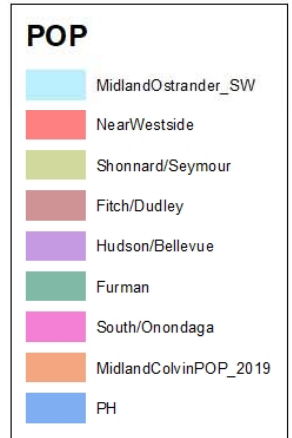 POP
MidlandOstrander_SW
NearWestside
Shonnard/Seymour
Fitch/Dudley
Hudson/Bellevue
Furman
South/Onondaga
MidlandColvinPOP_2019
PH